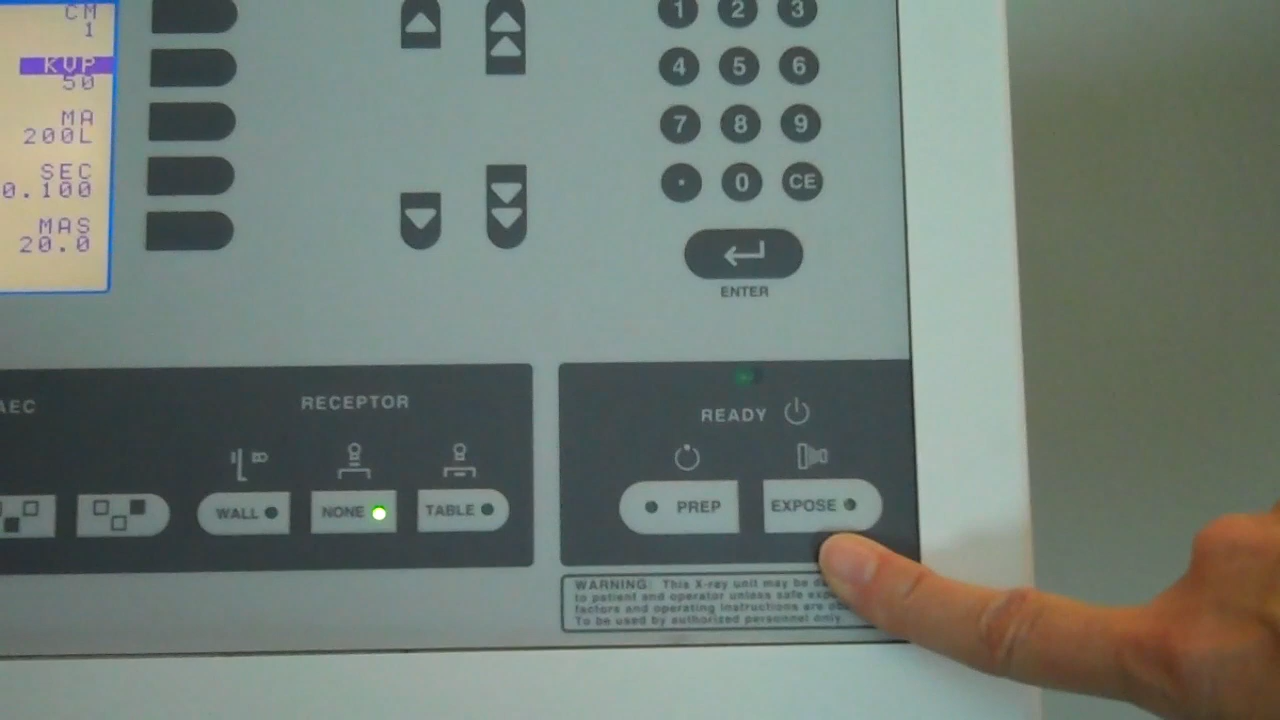 CM
1
KVP
50
MA
200L
SEC
0.100
MAS
20.0
1 2 3
4 5 6
7 8 9
. 0 CE
ENTER
AEC
RECEPTOR
WALL NONE TABLE
READY
PREP EXPOSE
WARNING: This X-ray unit may be
to patient and operator unless safe
factors and operating instructions are
To be used by authorized personnel only